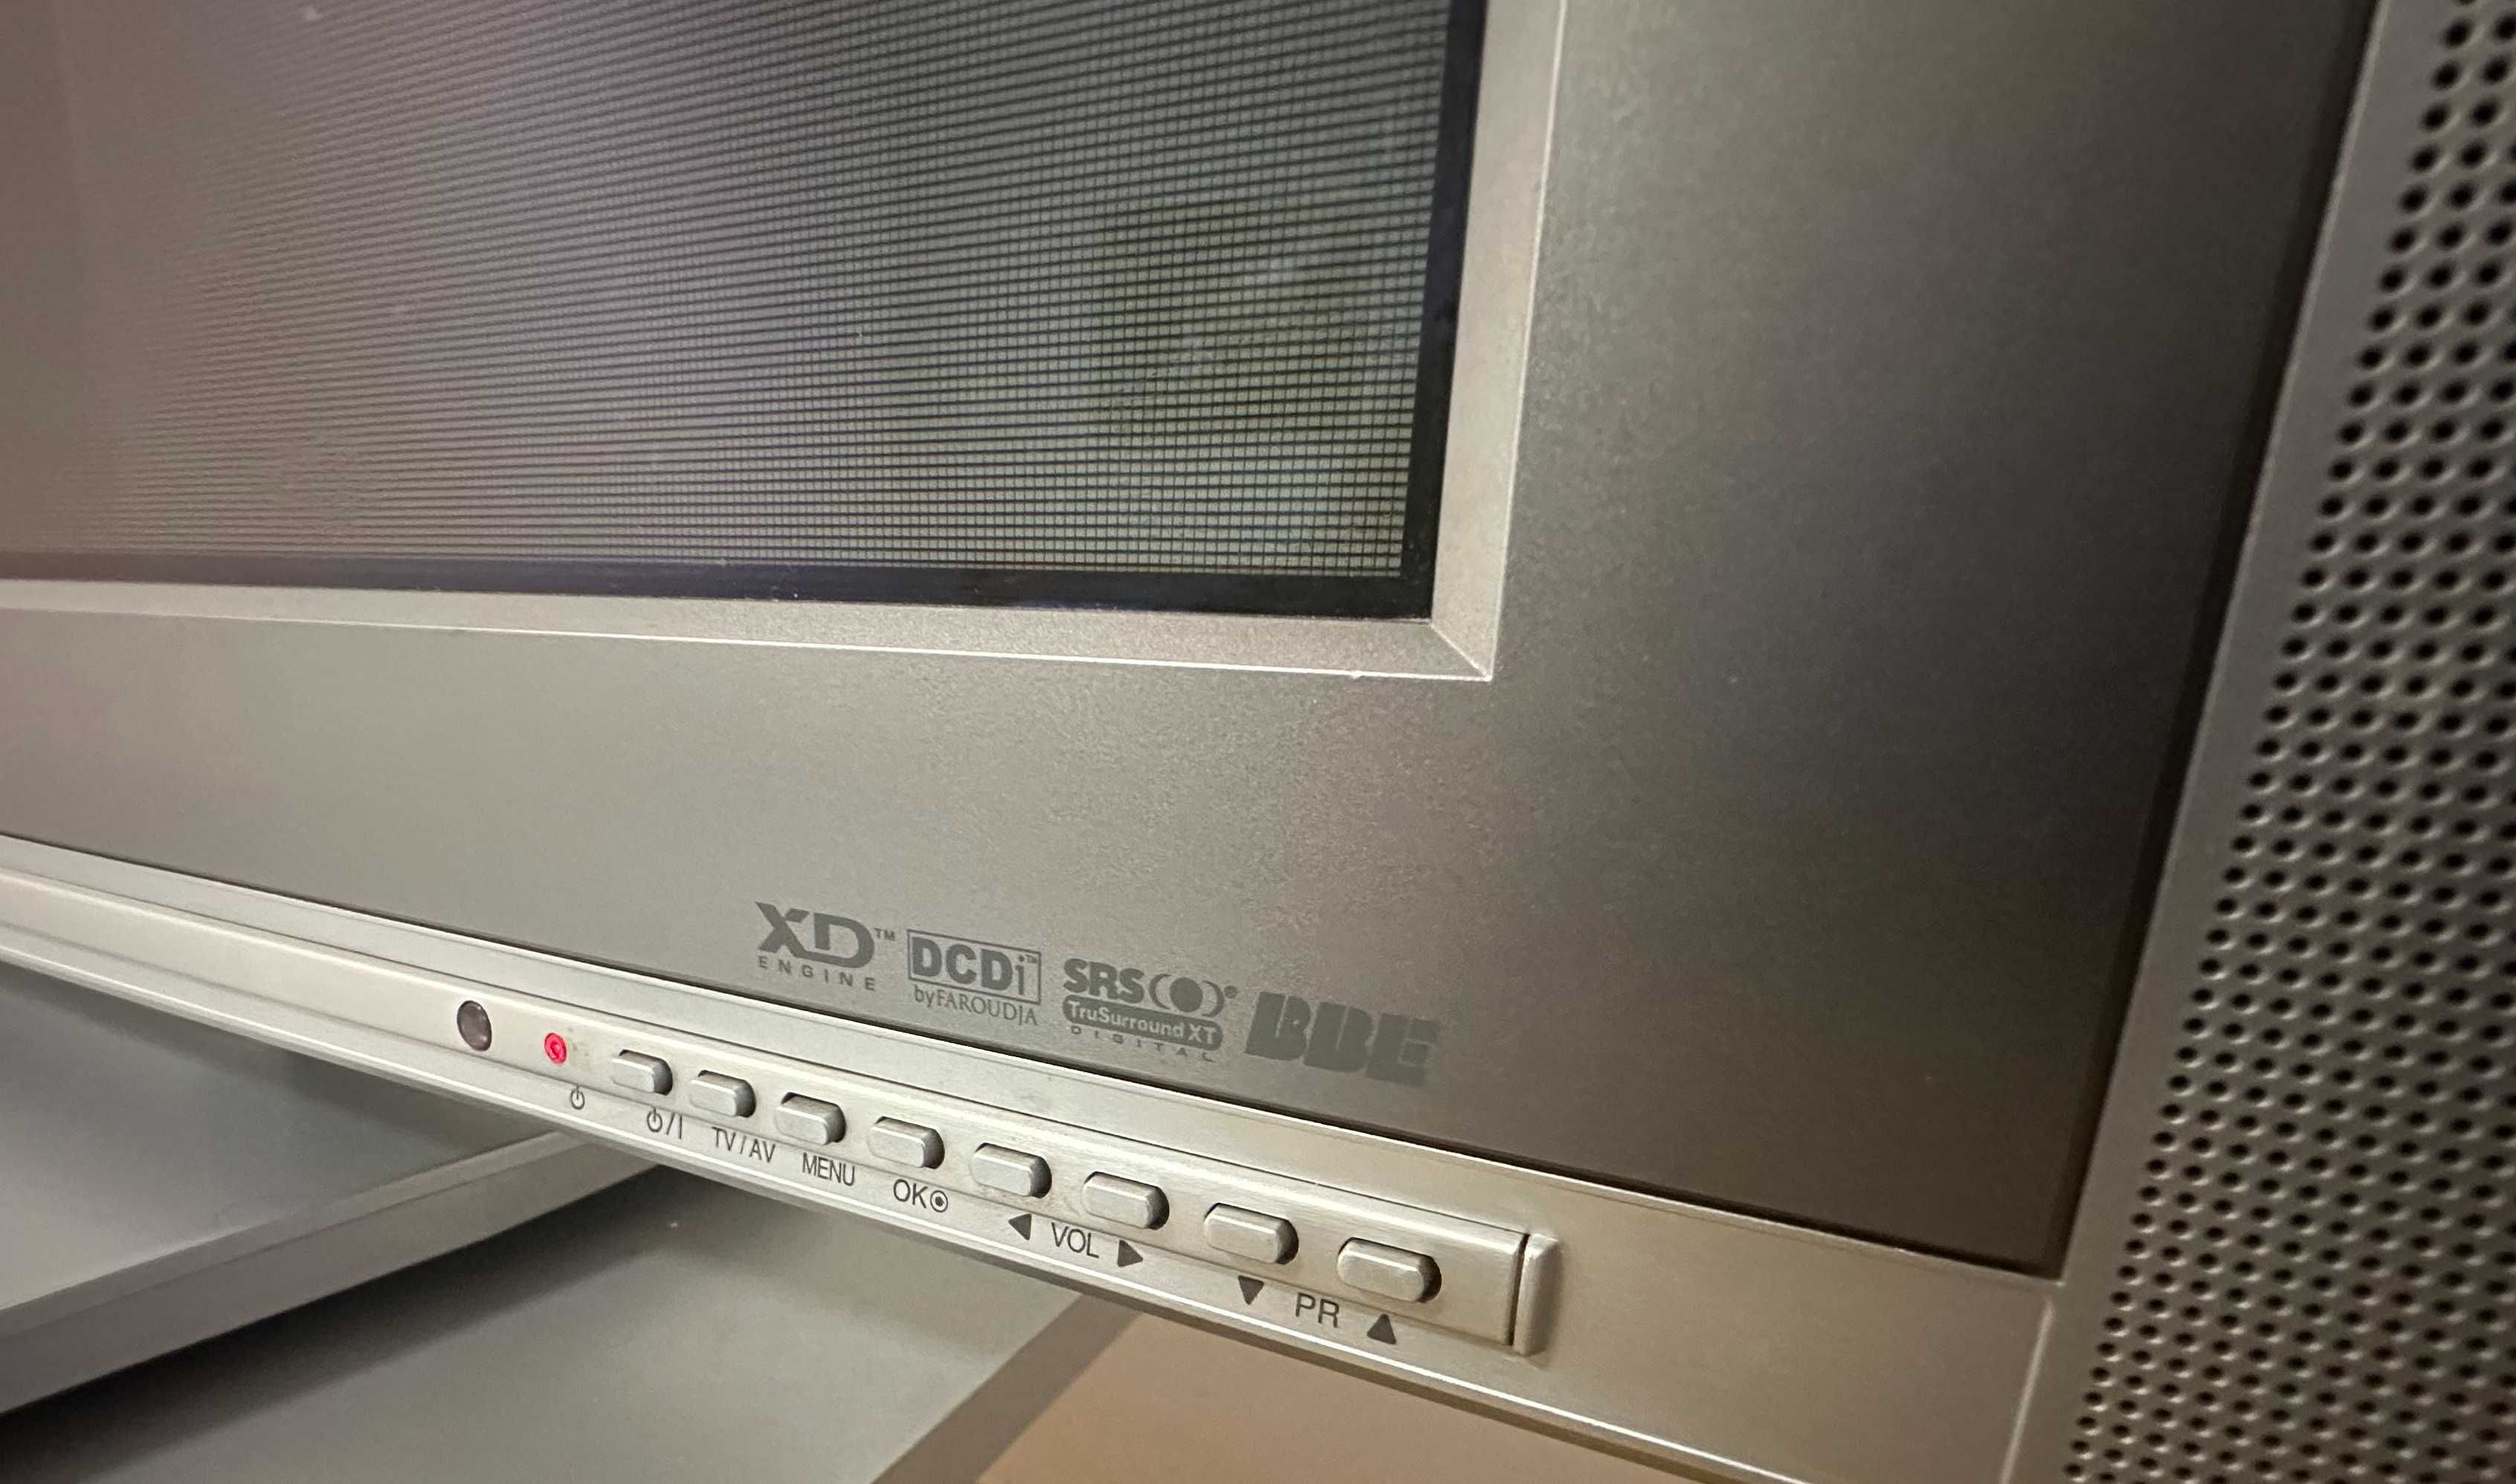 XD™
ENGINE
DCDi™
byFAROUDJA
SRS®
TruSurround XT
DIGITAL
BBE
⏻/I
TV/AV
MENU
OK
◀ VOL ▶
▼ PR ▲